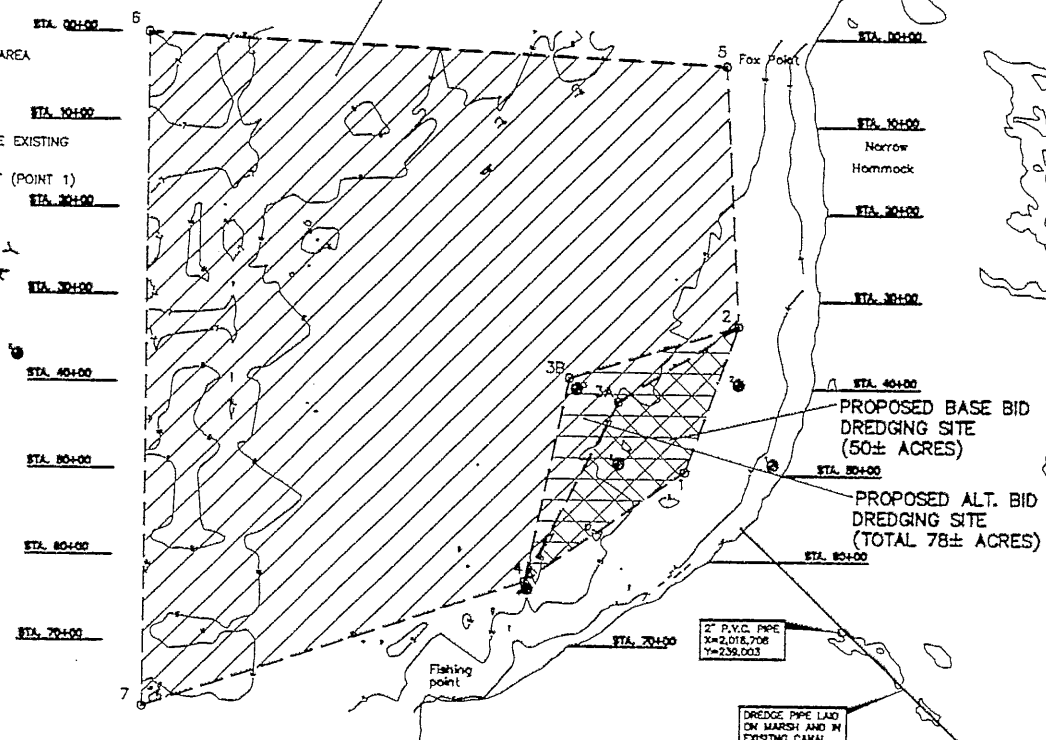 6
STA. 00+00
AREA
STA. 10+00
E EXISTING
T (POINT 1)
STA. 20+00
STA. 30+00
STA. 40+00
STA. 50+00
STA. 60+00
STA. 70+00
7
5
Fox Point
STA. 00+00
STA. 10+00
Narrow
Hammock
STA. 20+00
STA. 30+00
2
3B
3A
STA. 40+00
PROPOSED BASE BID
DREDGING SITE
(50± ACRES)
1
STA. 50+00
PROPOSED ALT. BID
DREDGING SITE
(TOTAL 78± ACRES)
STA. 60+00
4
STA. 70+00
Fishing
point
2" P.V.C. PIPE
X=2,018,708
Y=239,003
DREDGE PIPE LAID
ON MARSH AND IN
EXISTING CANAL